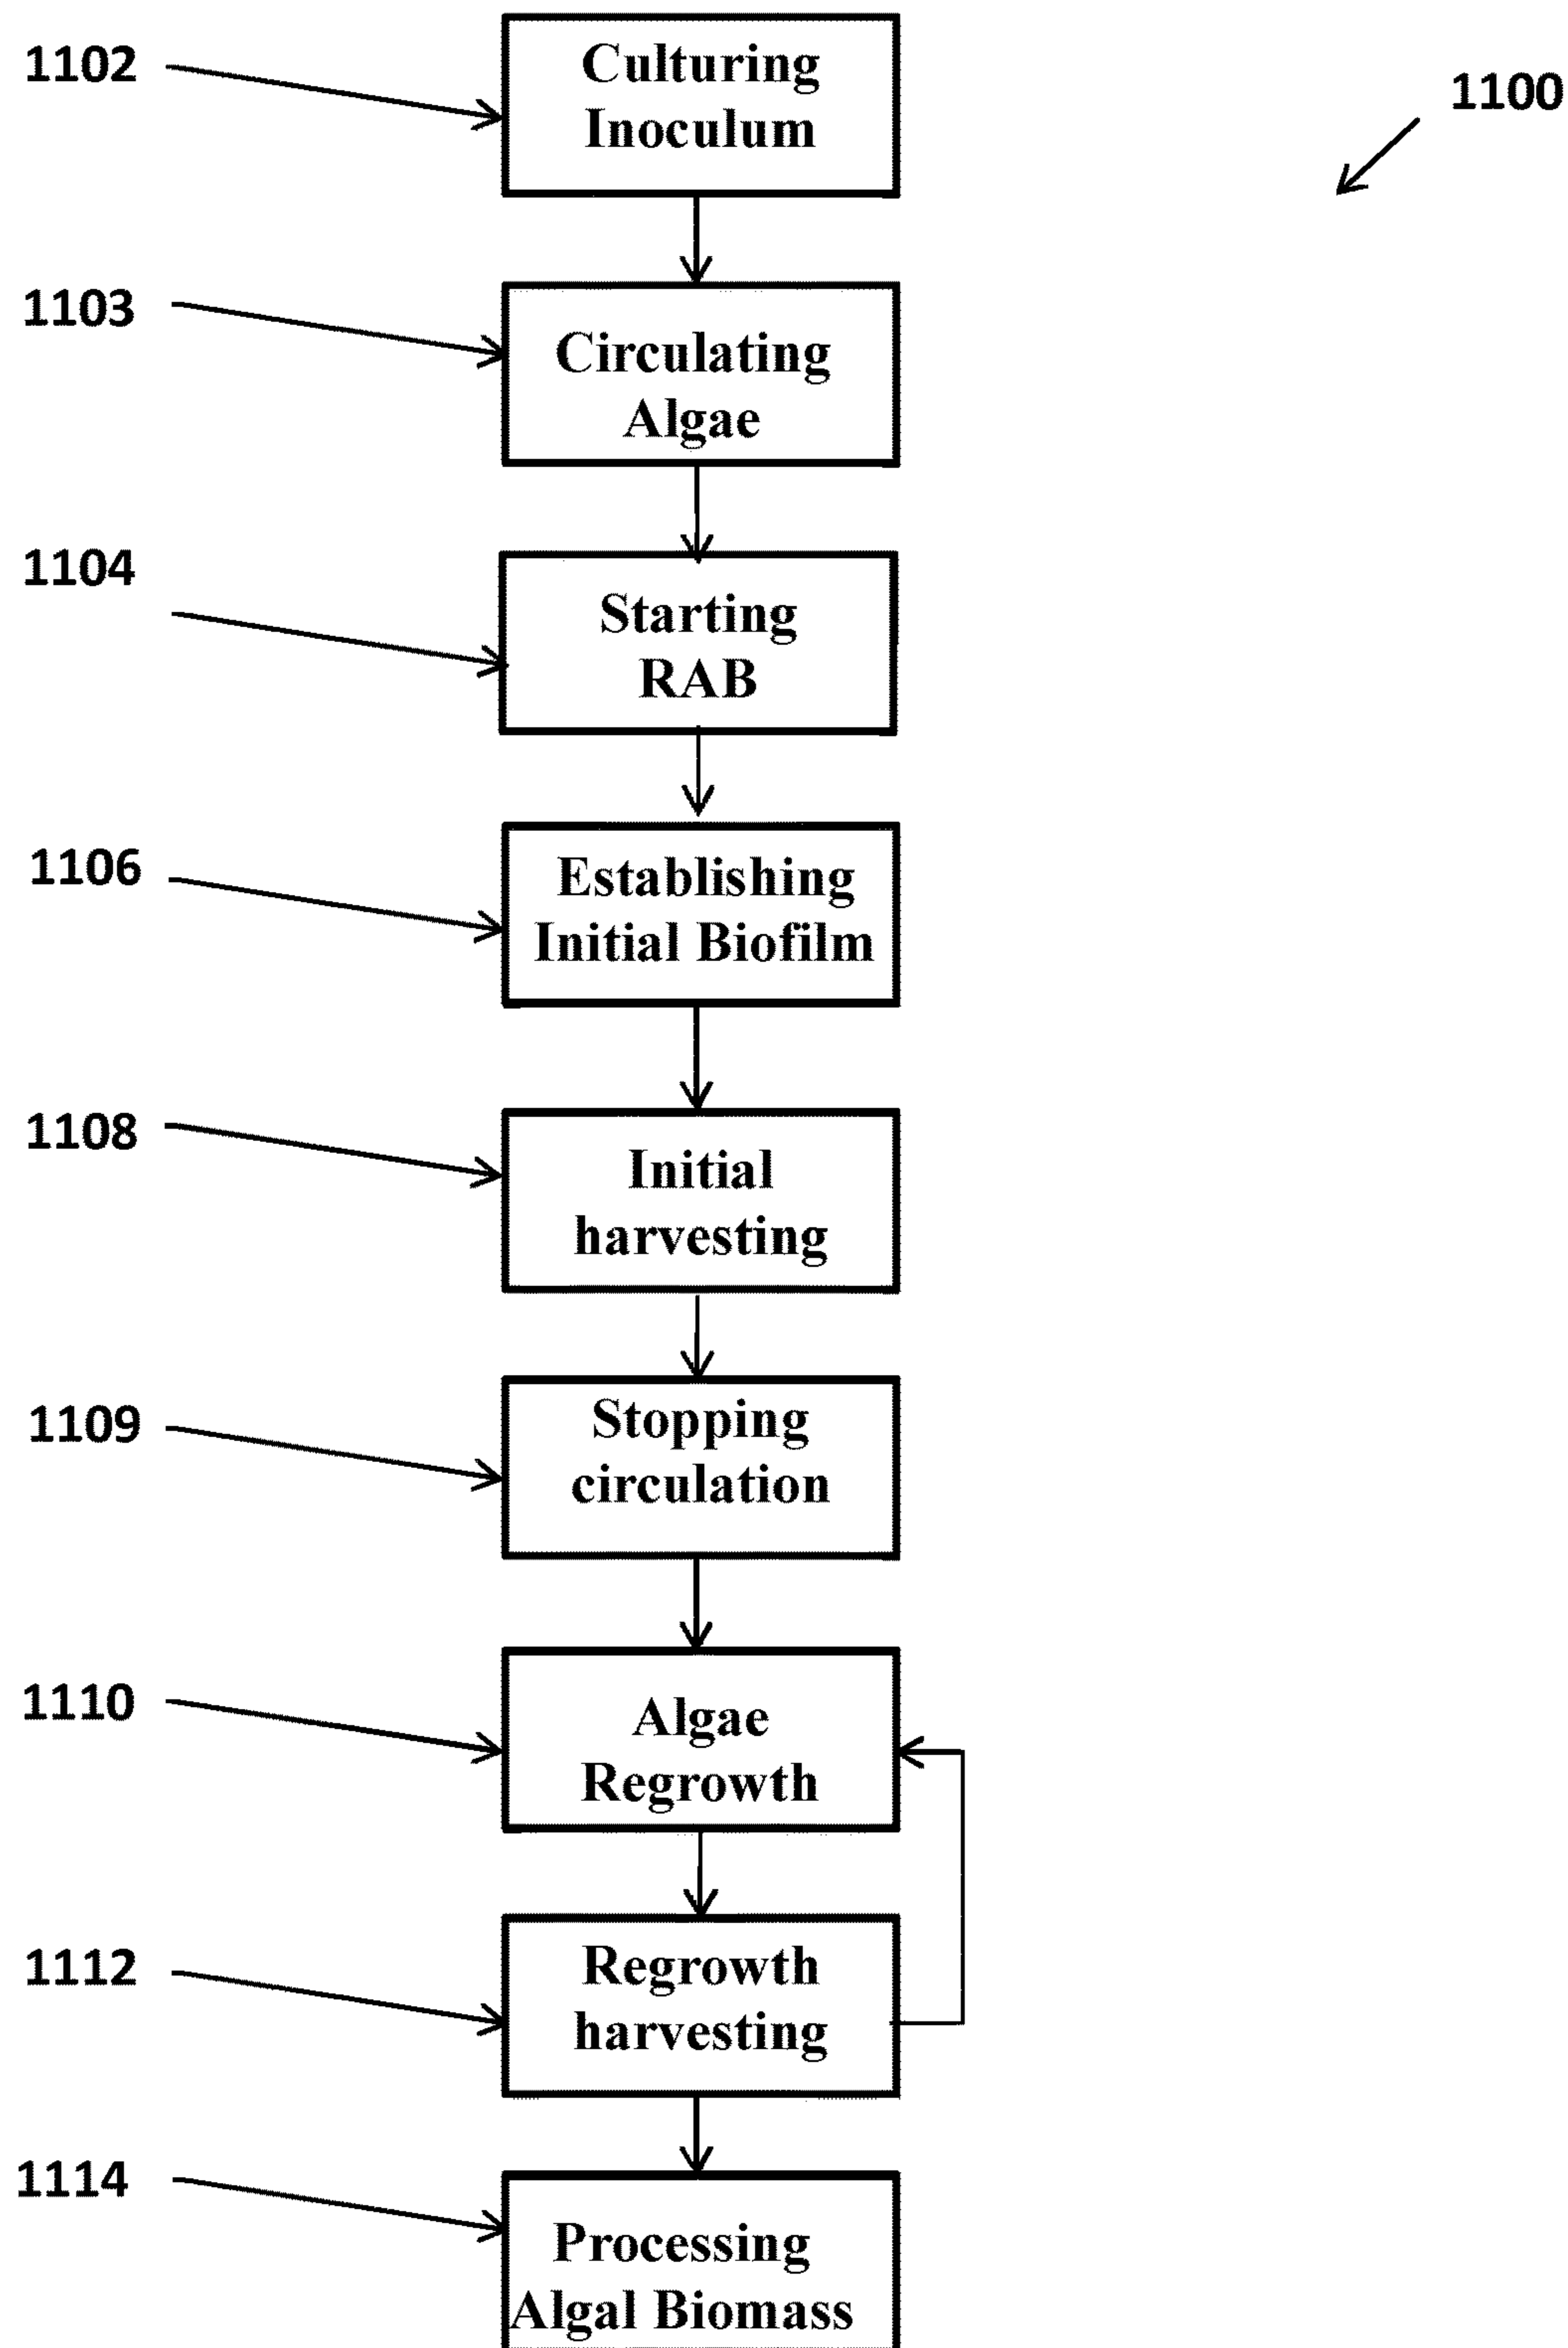 1102
Culturing
Inoculum
1100
1103
Circulating
Algae
1104
Starting
RAB
1106
Establishing
Initial Biofilm
1108
Initial
harvesting
1109
Stopping
circulation
1110
Algae
Regrowth
1112
Regrowth
harvesting
1114
Processing
Algal Biomass